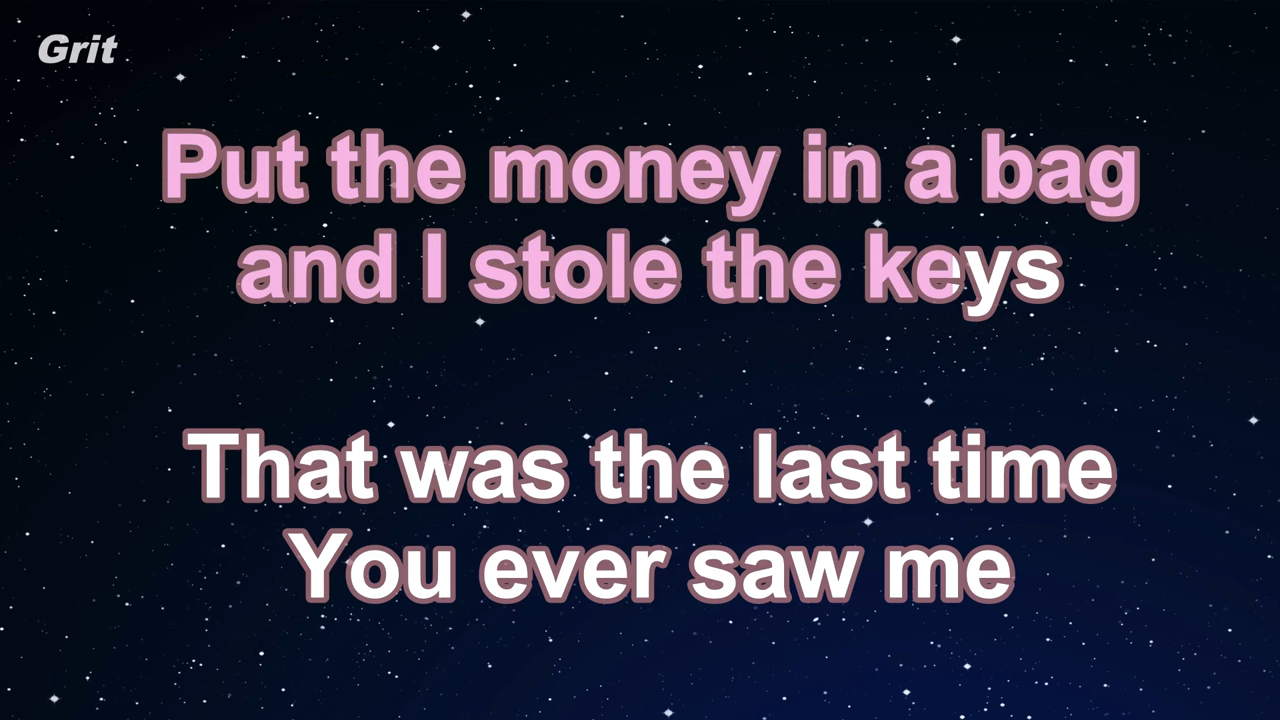 Grit
Put the money in a bag
and I stole the keys
That was the last time
You ever saw me